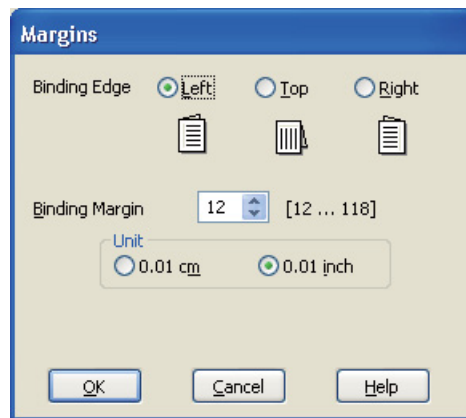 Margins
Binding Edge Left Top Right
Binding Margin 12 [12 ... 118]
Unit
0.01 cm 0.01 inch
OK Cancel Help